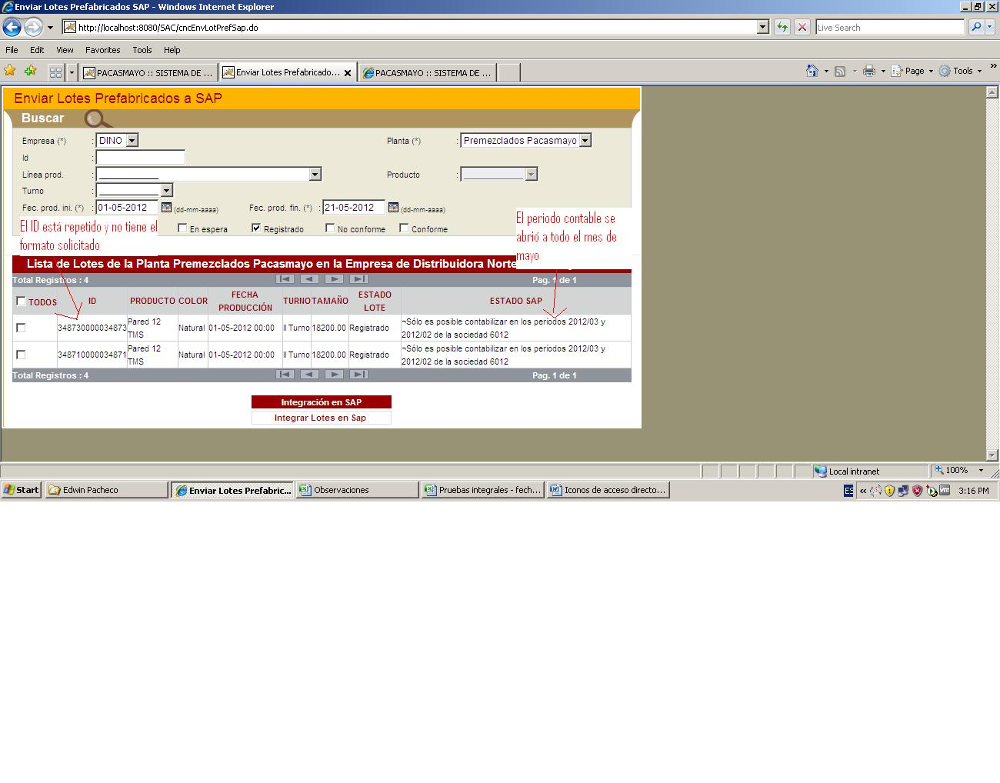 Enviar Lotes Prefabricados SAP - Windows Internet Explorer
http://localhost:8080/SAC/cncEnvLotPrefSap.do
Live Search
File Edit View Favorites Tools Help
PACASMAYO :: SISTEMA DE ... Enviar Lotes Prefabricado... PACASMAYO :: SISTEMA DE ... Page Tools
Enviar Lotes Prefabricados a SAP
Buscar
Empresa (*) : DINO Planta (*) : Premezclados Pacasmayo
Id :
Línea prod. : Producto :
Turno :
Fec. prod. ini. (*) : 01-05-2012 (dd-mm-aaaa) Fec. prod. fin. (*) : 21-05-2012 (dd-mm-aaaa)
En espera Registrado No conforme Conforme
El ID está repetido y no tiene el
formato solicitado
El periodo contable se
abrió a todo el mes de
mayo
Lista de Lotes de la Planta Premezclados Pacasmayo en la Empresa de Distribuidora Norte
Total Registros : 4 Pag. 1 de 1
TODOS ID PRODUCTO COLOR FECHA PRODUCCIÓN TURNO TAMAÑO ESTADO LOTE ESTADO SAP
348730000034873 Pared 12 TMS Natural 01-05-2012 00:00 II Turno 18200.00 Registrado ¬Sólo es posible contabilizar en los períodos 2012/03 y 2012/02 de la sociedad 6012
348710000034871 Pared 12 TMS Natural 01-05-2012 00:00 II Turno 18200.00 Registrado ¬Sólo es posible contabilizar en los períodos 2012/03 y 2012/02 de la sociedad 6012
Total Registros : 4 Pag. 1 de 1
Integración en SAP
Integrar Lotes en Sap
Local intranet 100%
Start Edwin Pacheco Enviar Lotes Prefabric... Observaciones Pruebas integrales - fech... Iconos de acceso directo... ES 3:16 PM